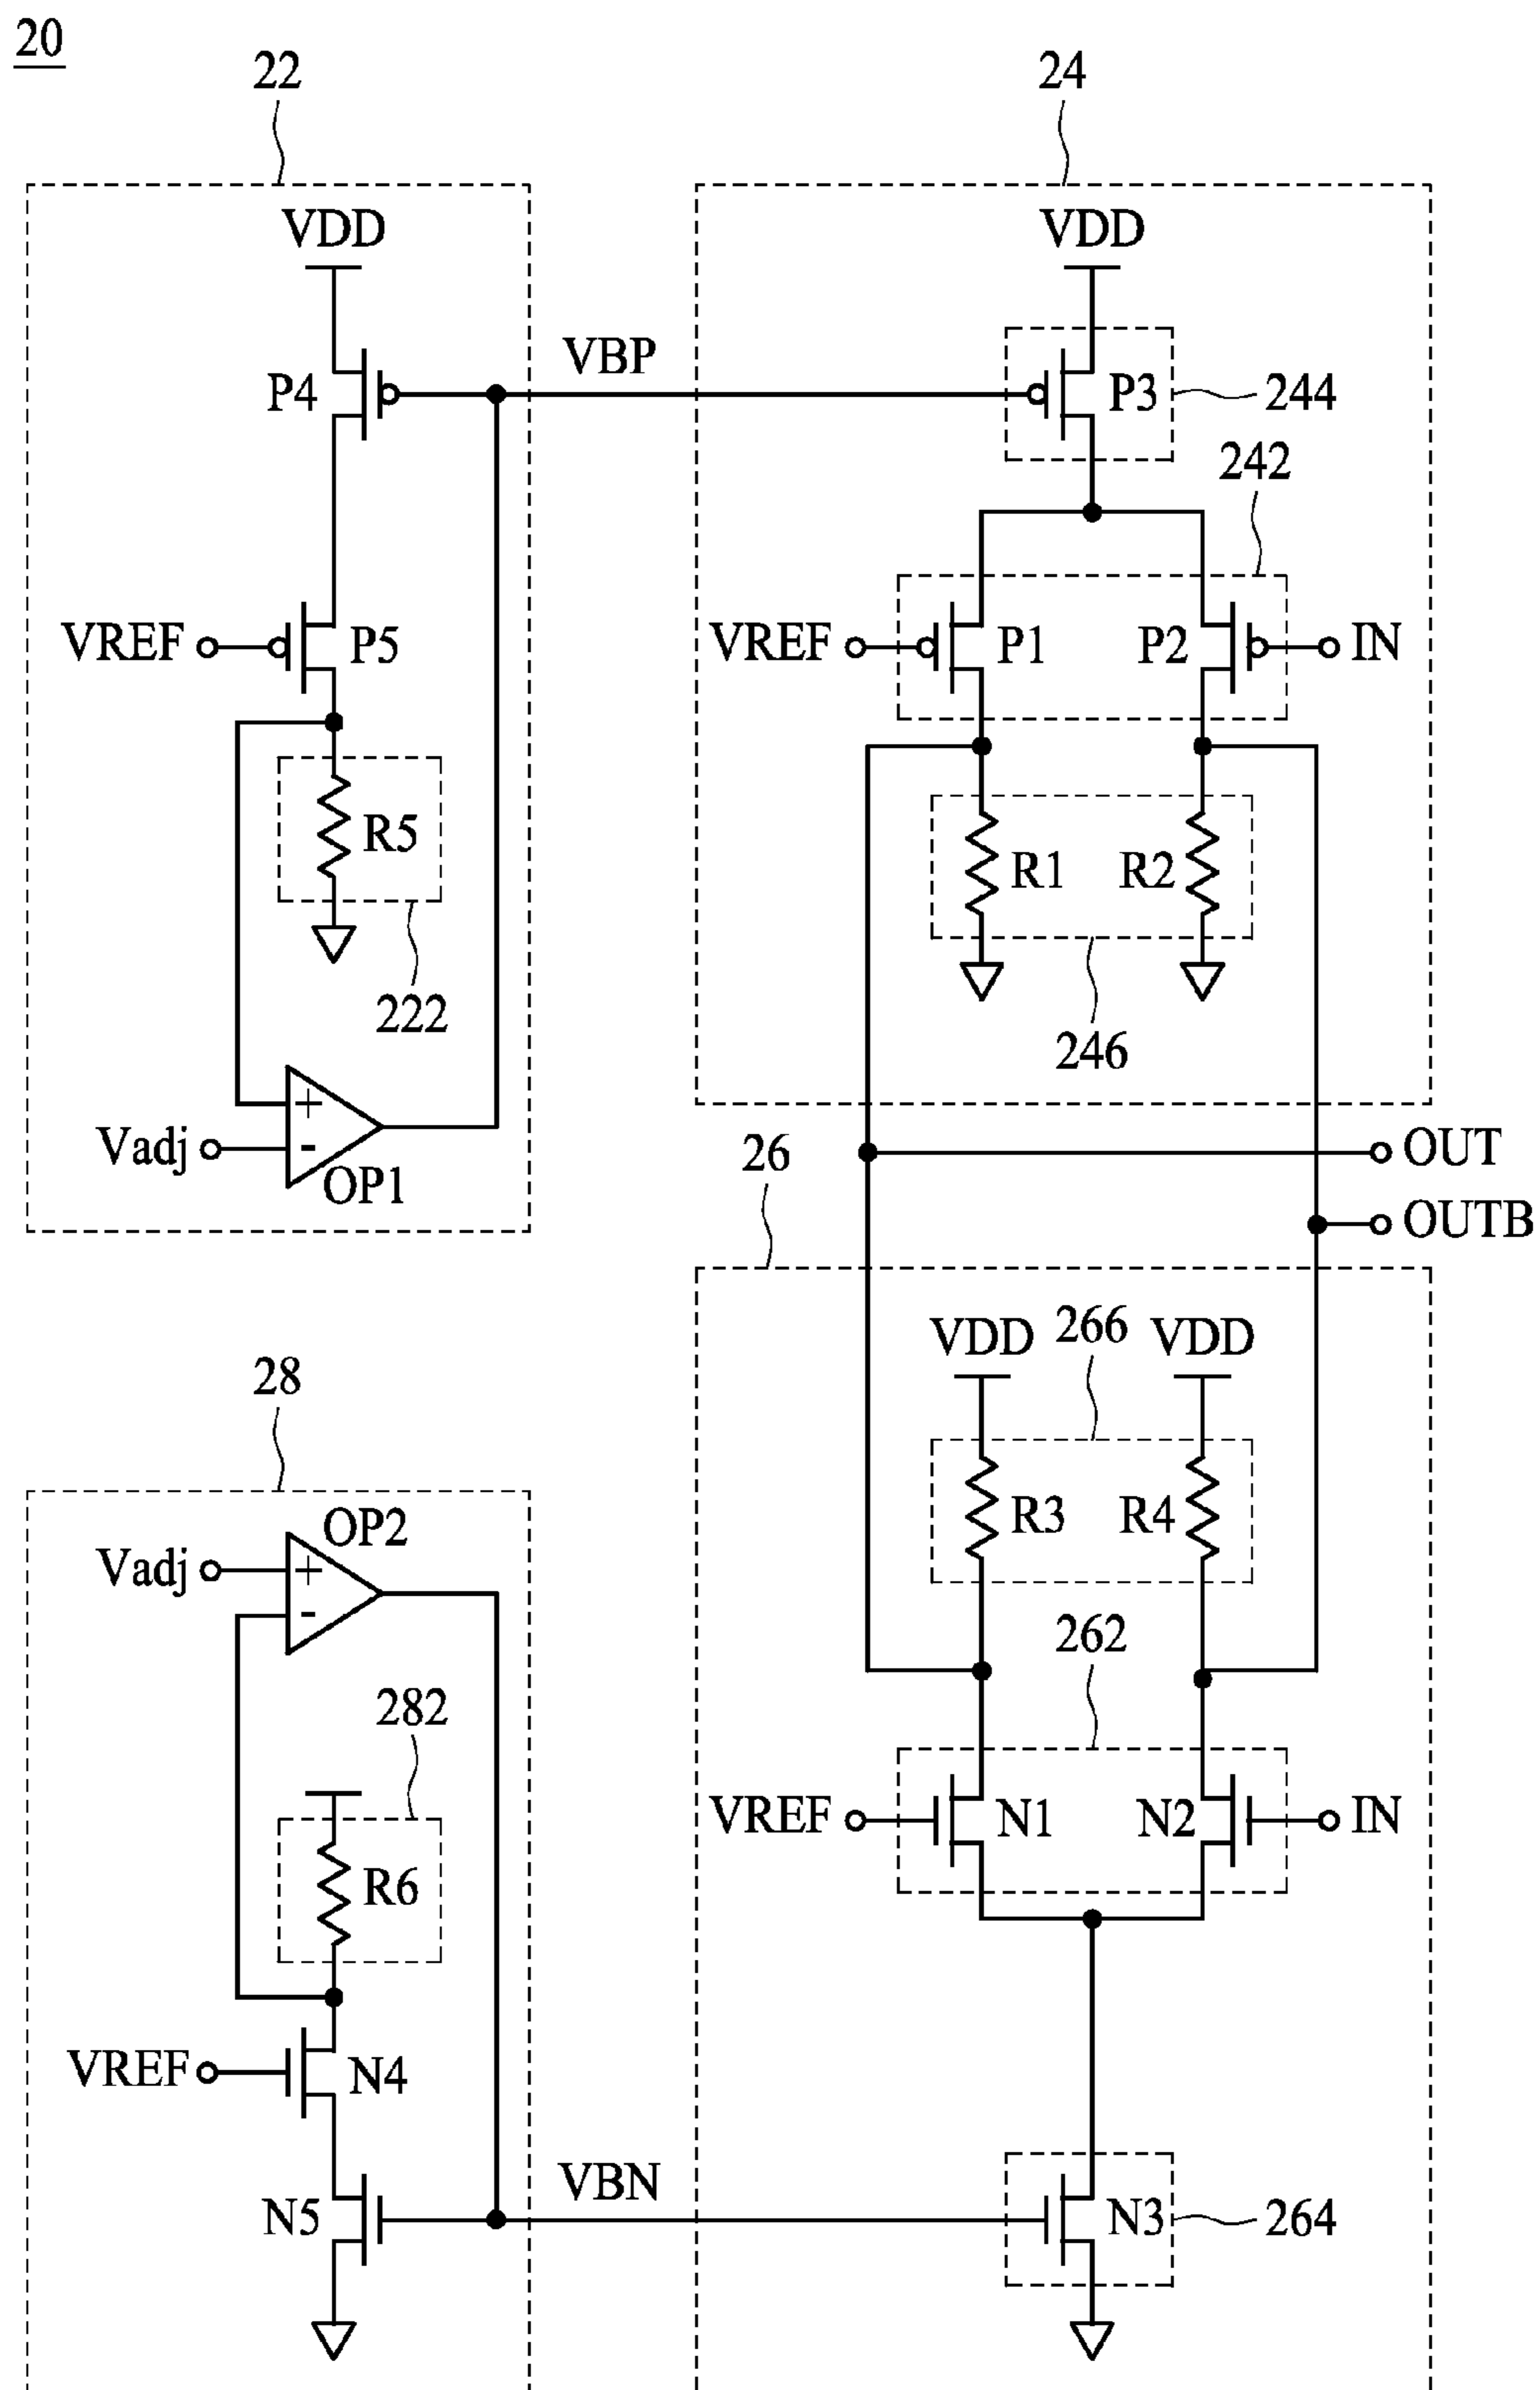 20
22
24
VDD
VDD
P4
VBP
P3
244
242
VREF
P5
VREF
P1
P2
IN
R5
R1
R2
222
246
Vadj
+
-
OP1
26
OUT
OUTB
28
VDD
266
VDD
OP2
R3
R4
Vadj
+
-
262
282
VREF
N1
N2
IN
R6
VREF
N4
VBN
N5
N3
264